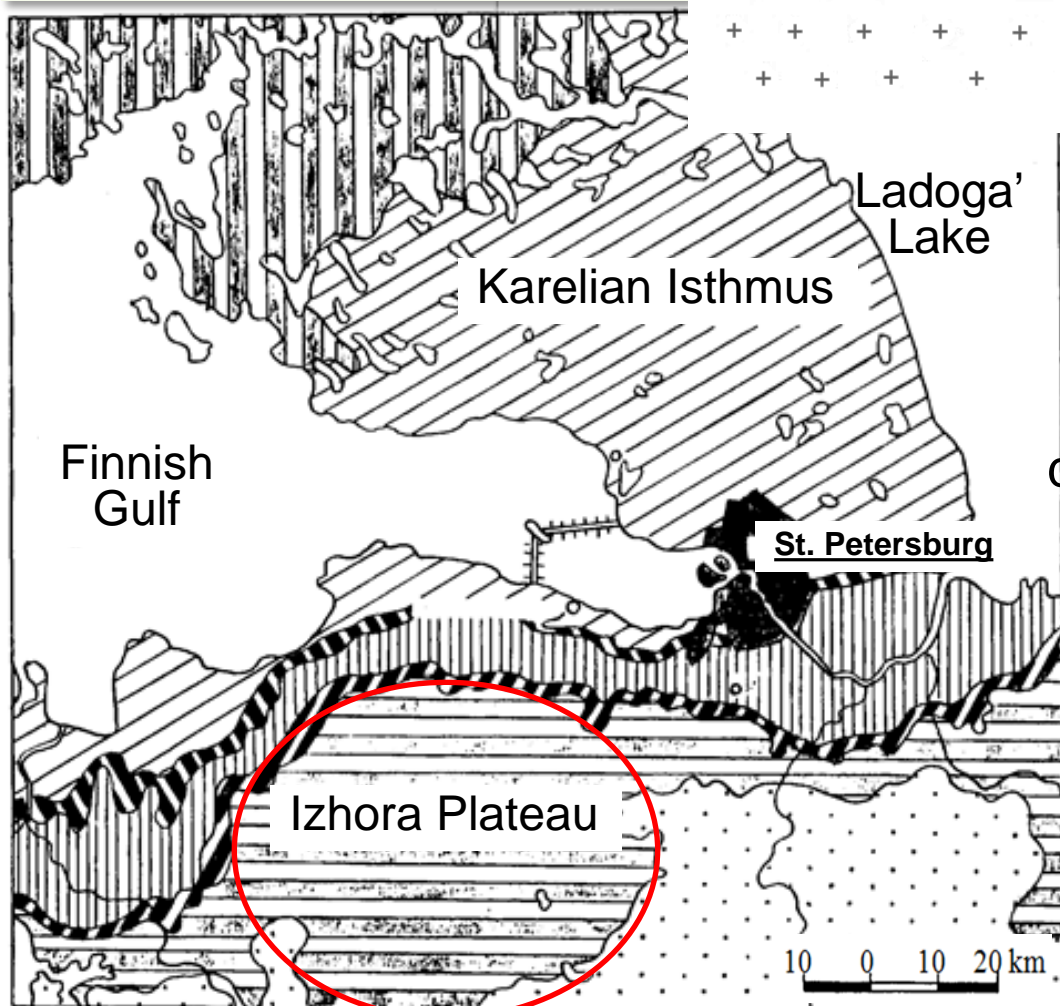 Ladoga'
Lake
Karelian Isthmus
Finnish
Gulf
St. Petersburg
Izhora Plateau
10 0 10 20 km